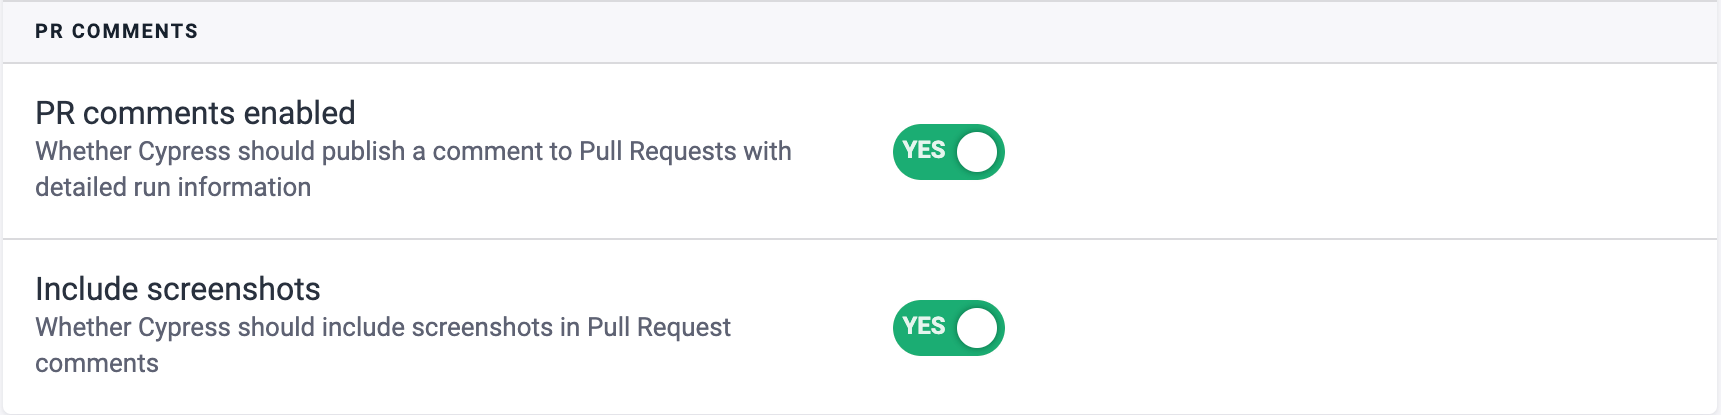 PR COMMENTS
PR comments enabled
Whether Cypress should publish a comment to Pull Requests with
detailed run information
YES
Include screenshots
Whether Cypress should include screenshots in Pull Request
comments
YES